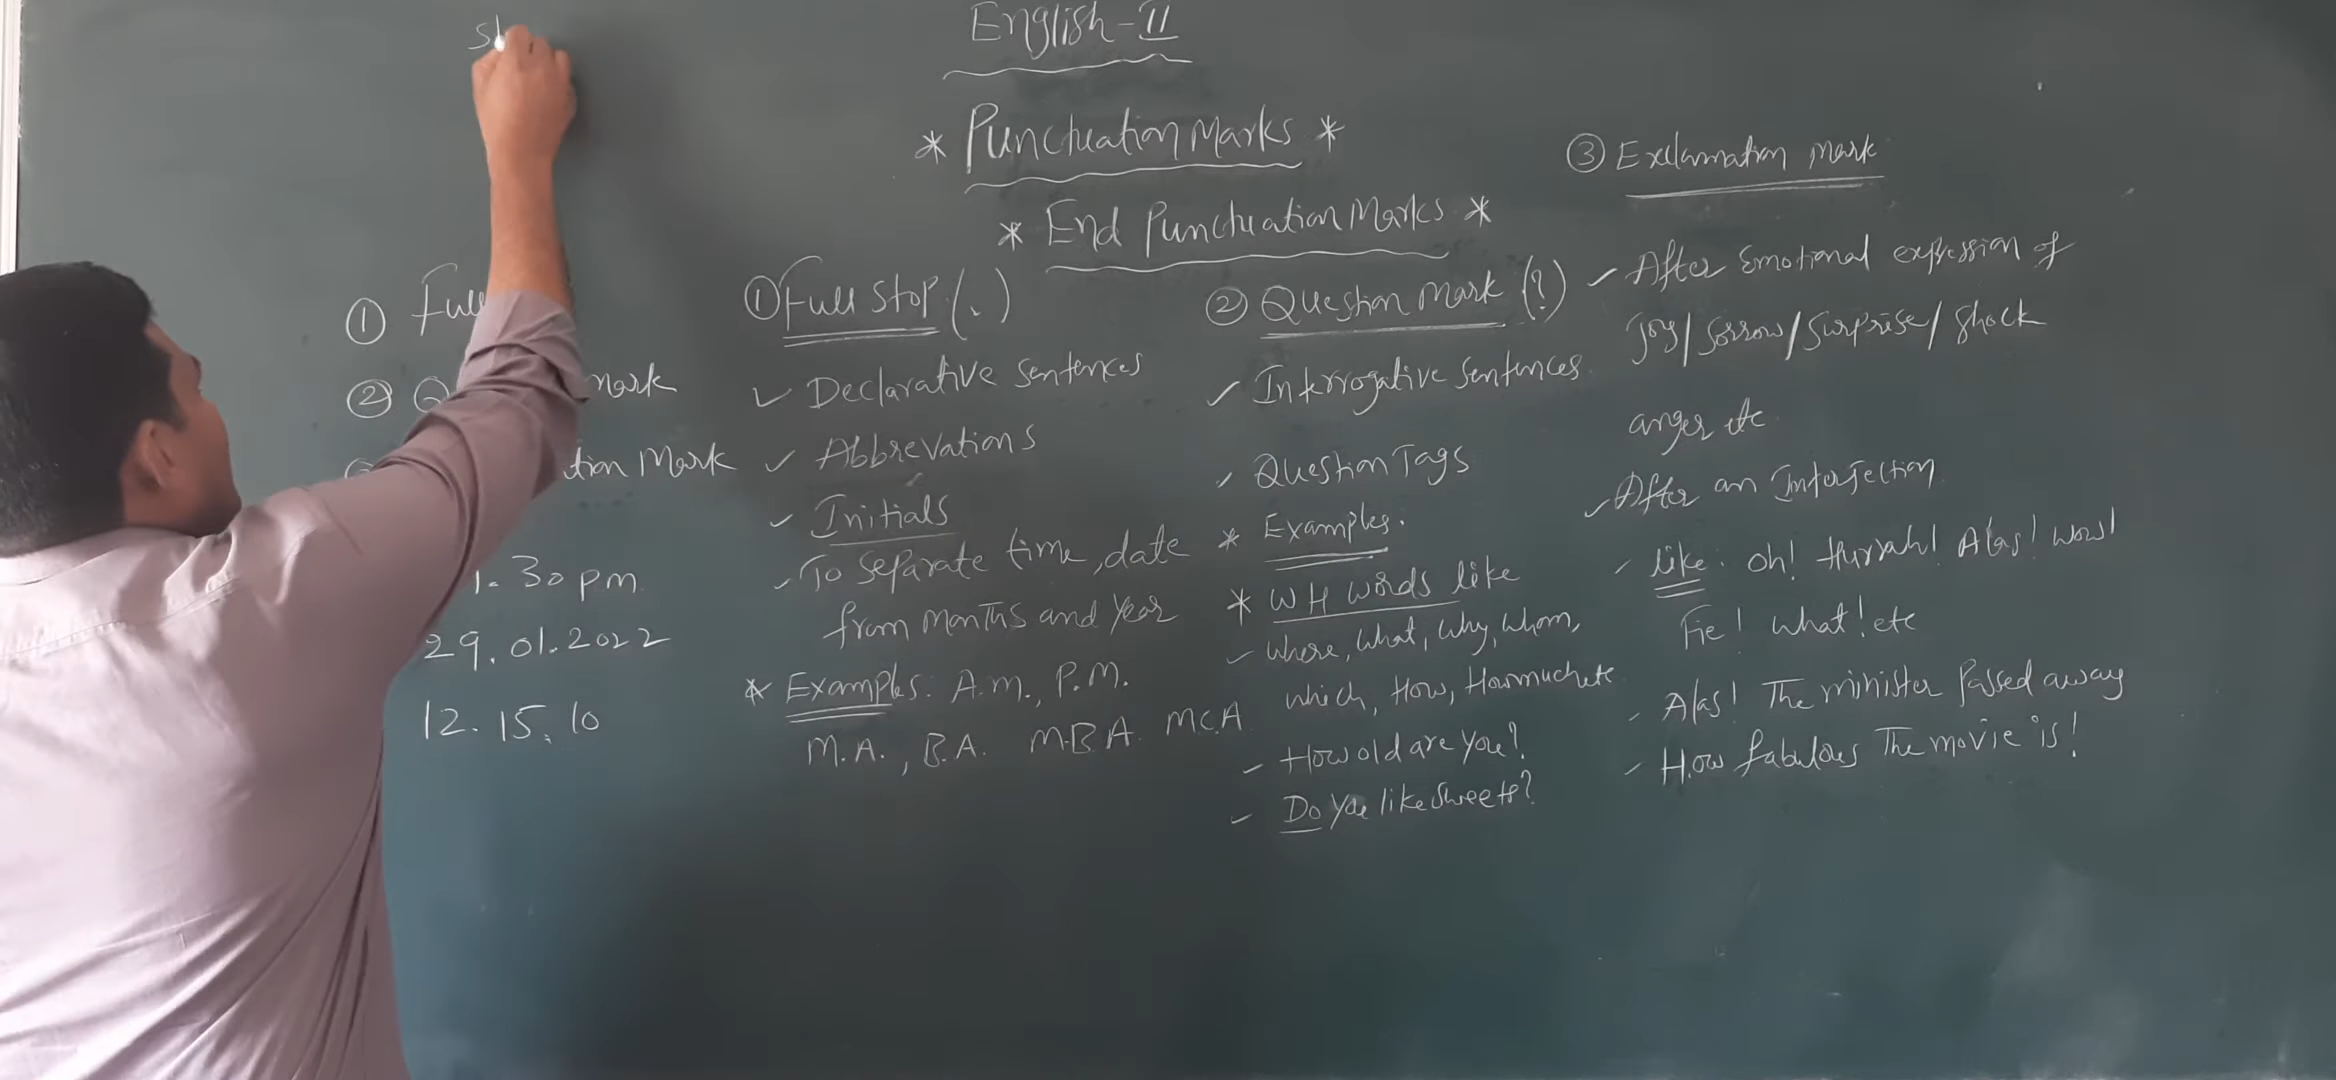 English-II
* Punctuation Marks *
* End Punctuation Marks *
① Full
② Q mark
tion Mark
1.30 pm
29.01.2022
12.15.10
① Full Stop (.)
✓ Declarative sentences
✓ Abbrevations
✓ Initials
✓ To separate time, date
from months and year
* Examples: A.m., P.M.
M.A., B.A. M.B.A. M.C.A
② Question Mark (?)
✓ Interrogative sentences
✓ Question Tags
* Examples.
* WH words like
✓ Where, What, Why, Whom,
which, How, How much etc
✓ How old are you?
✓ Do you like sweets?
③ Exclamation mark
✓ After Emotional expression of
Joy/Sorrow/Surprise/Shock
anger etc
✓ After an Interjection
✓ like: Oh! Hurrah! Alas! Wow!
Fie! What! etc
✓ Alas! The minister Passed away
✓ How fabulous The movie is!